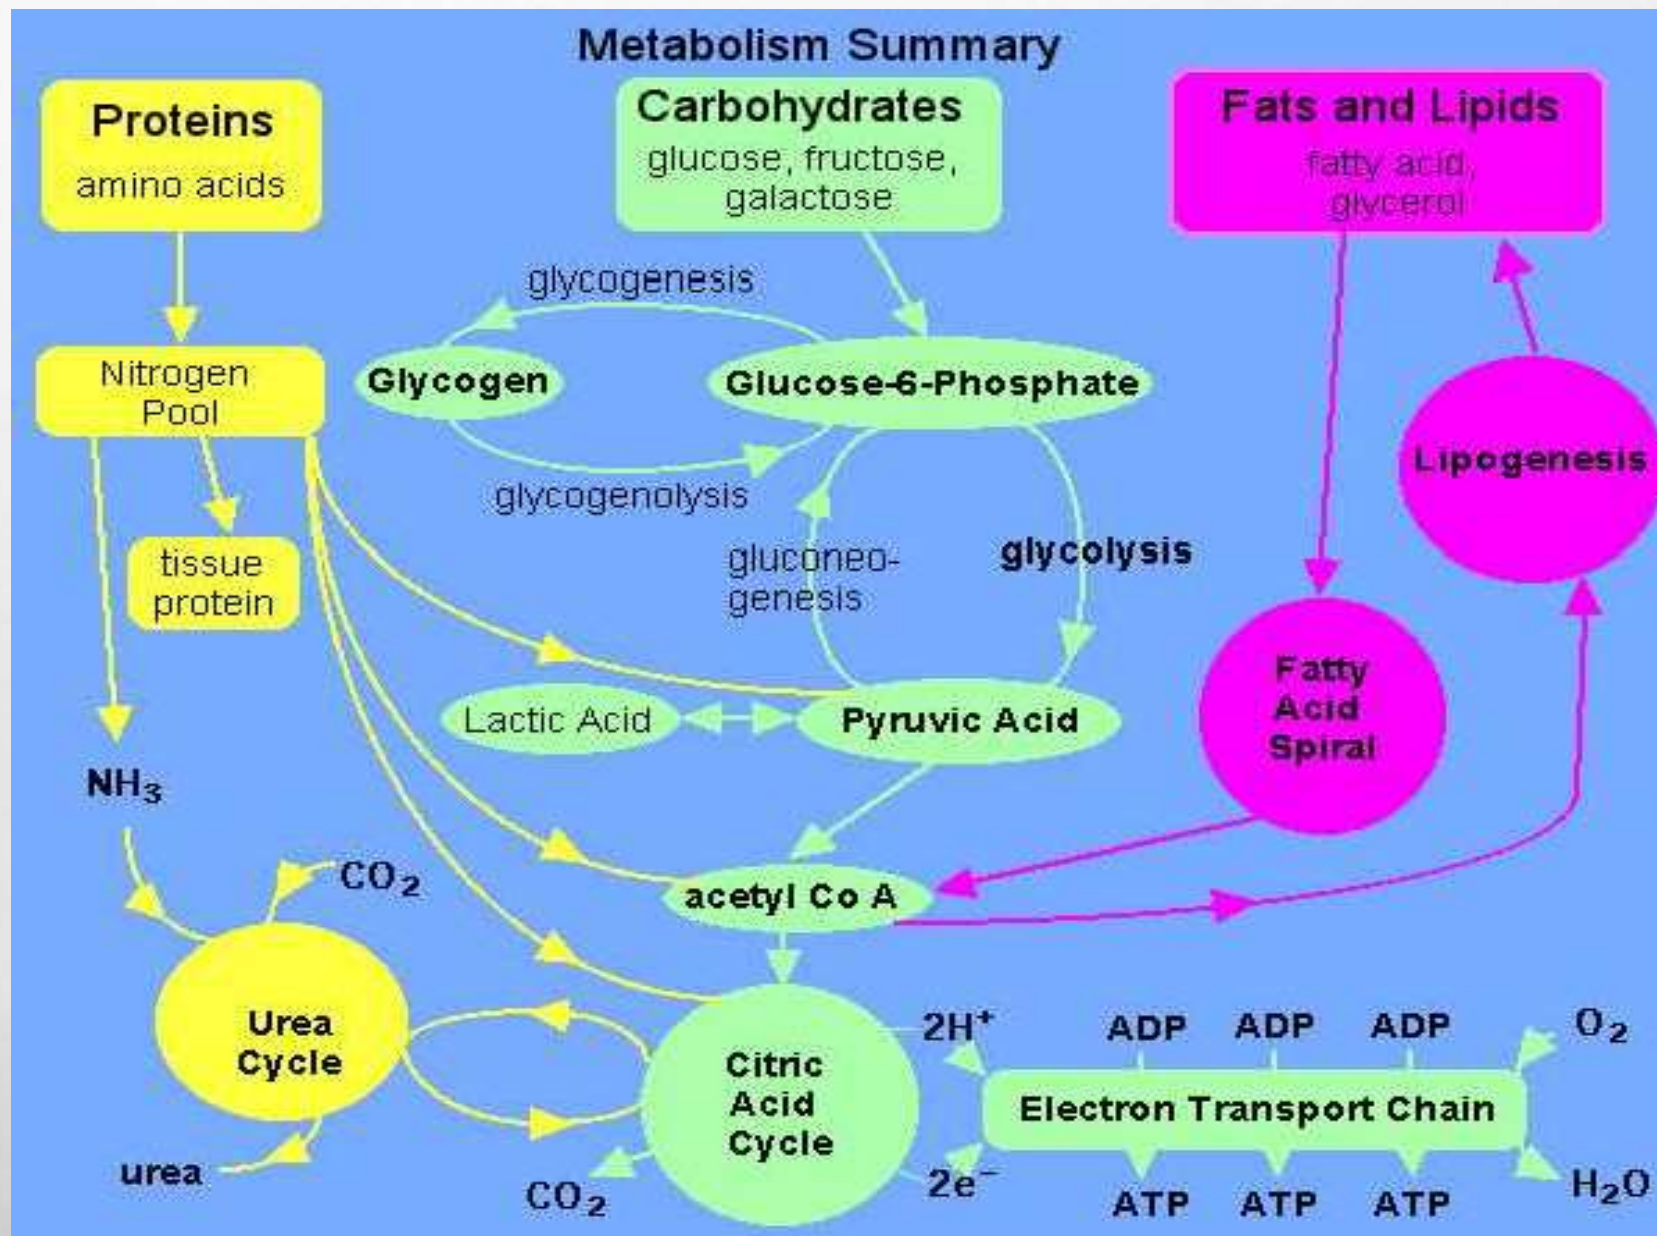 Metabolism Summary
Proteins
amino acids
Carbohydrates
glucose, fructose,
galactose
Fats and Lipids
fatty acid,
glycerol
glycogenesis
Nitrogen
Pool
Glycogen
Glucose-6-Phosphate
Lipogenesis
glycogenolysis
tissue
protein
gluconeo-
genesis
glycolysis
Fatty
Acid
Spiral
Lactic Acid
Pyruvic Acid
NH₃
CO₂
acetyl Co A
Urea
Cycle
urea
Citric
Acid
Cycle
CO₂
2H⁺
2e⁻
ADP ADP ADP
O₂
Electron Transport Chain
ATP ATP ATP
H₂O